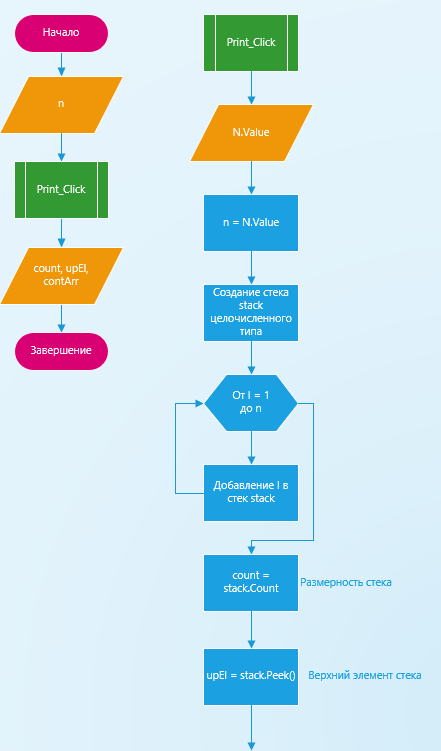 Начало
n
Print_Click
count, upEl,
contArr
Завершение
Print_Click
N.Value
n = N.Value
Создание стека
stack
целочисленного
типа
От I = 1
до n
Добавление I в
стек stack
count =
stack.Count
Размерность стека
upEl = stack.Peek()
Верхний элемент стека